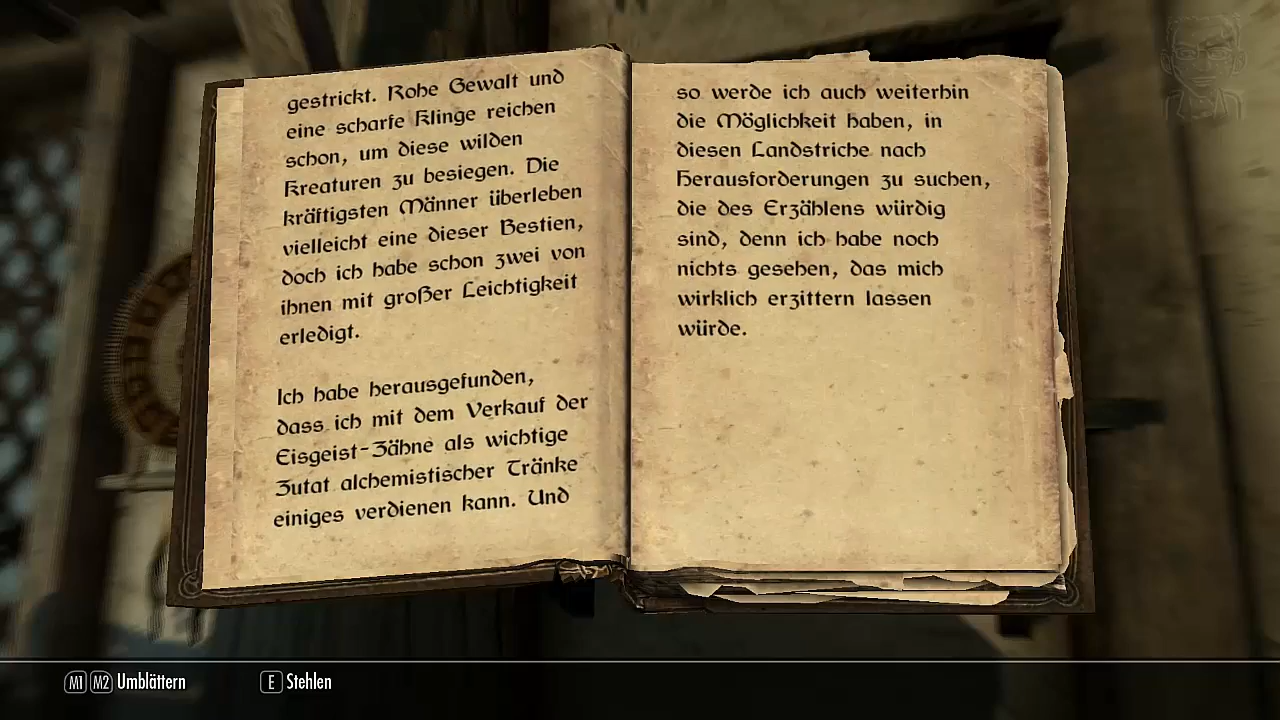 gestrickt. Rohe Gewalt und
eine scharfe Klinge reichen
schon, um diese wilden
Kreaturen zu besiegen. Die
kräftigsten Männer überleben
vielleicht eine dieser Bestien,
doch ich habe schon zwei von
ihnen mit großer Leichtigkeit
erledigt.
Ich habe herausgefunden,
dass ich mit dem Verkauf der
Eisgeist-Zähne als wichtige
Zutat alchemistischer Tränke
einiges verdienen kann. Und
so werde ich auch weiterhin
die Möglichkeit haben, in
diesen Landstriche nach
Herausforderungen zu suchen,
die des Erzählens würdig
sind, denn ich habe noch
nichts gesehen, das mich
wirklich erzittern lassen
würde.
M1 M2 Umblättern
E Stehlen